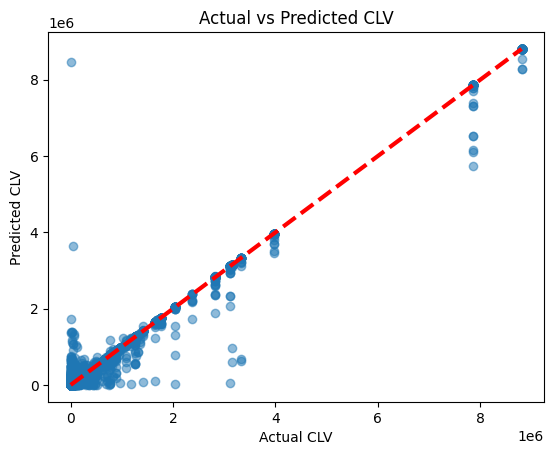 Actual vs Predicted CLV
1e6
8
6
4
2
0
Predicted CLV
0 2 4 6 8
1e6
Actual CLV